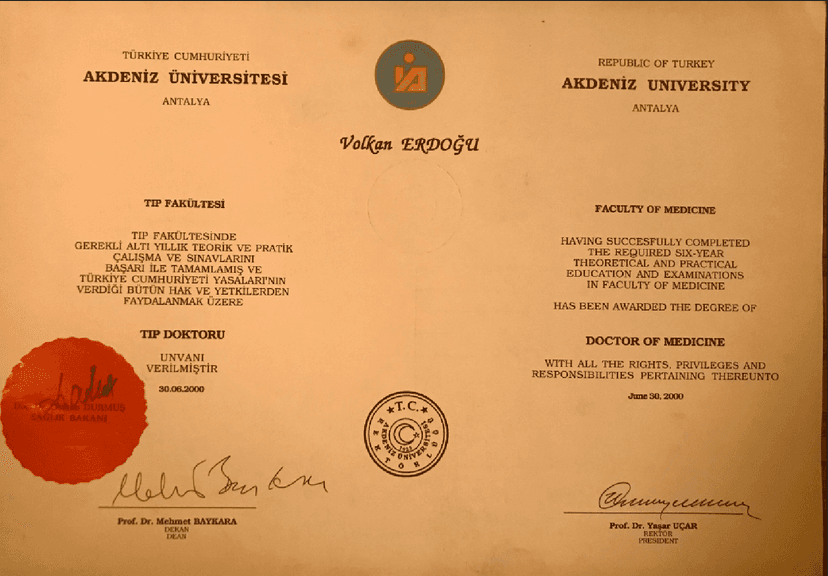 TÜRKİYE CUMHURİYETİ
AKDENİZ ÜNİVERSİTESİ
ANTALYA
REPUBLIC OF TURKEY
AKDENİZ UNIVERSITY
ANTALYA
Volkan ERDOĞU
TIP FAKÜLTESİ
TIP FAKÜLTESİNDE
GEREKLİ ALTI YILLIK TEORİK VE PRATİK
ÇALIŞMA VE SINAVLARINI
BAŞARI İLE TAMAMLAMIŞ VE
TÜRKİYE CUMHURİYETİ YASALARI'NIN
VERDİĞİ BÜTÜN HAK VE YETKİLERDEN
FAYDALANMAK ÜZERE
TIP DOKTORU
UNVANI
VERİLMİŞTİR
30.06.2000
FACULTY OF MEDICINE
HAVING SUCCESFULLY COMPLETED
THE REQUIRED SIX-YEAR
THEORETICAL AND PRACTICAL
EDUCATION AND EXAMINATIONS
IN FACULTY OF MEDICINE
HAS BEEN AWARDED THE DEGREE OF
DOCTOR OF MEDICINE
WITH ALL THE RIGHTS, PRIVILEGES AND
RESPONSIBILITIES PERTAINING THEREUNTO
June 30, 2000
DURMUŞ
SAĞLIK BAKANI
T.C.
AKDENİZ ÜNİVERSİTESİ
REKTÖRLÜĞÜ
Prof. Dr. Mehmet BAYKARA
DEKAN
DEAN
Prof. Dr. Yaşar UÇAR
REKTÖR
PRESIDENT